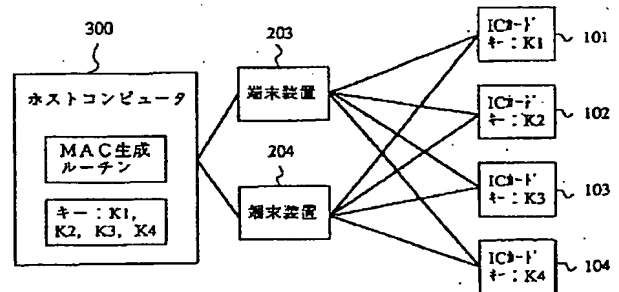 300
ホストコンピュータ
MAC生成
ルーチン
キー:K1,
K2, K3, K4
203
端末装置
204
端末装置
ICカード
キー:K1
101
ICカード
キー:K2
102
ICカード
キー:K3
103
ICカード
キー:K4
104